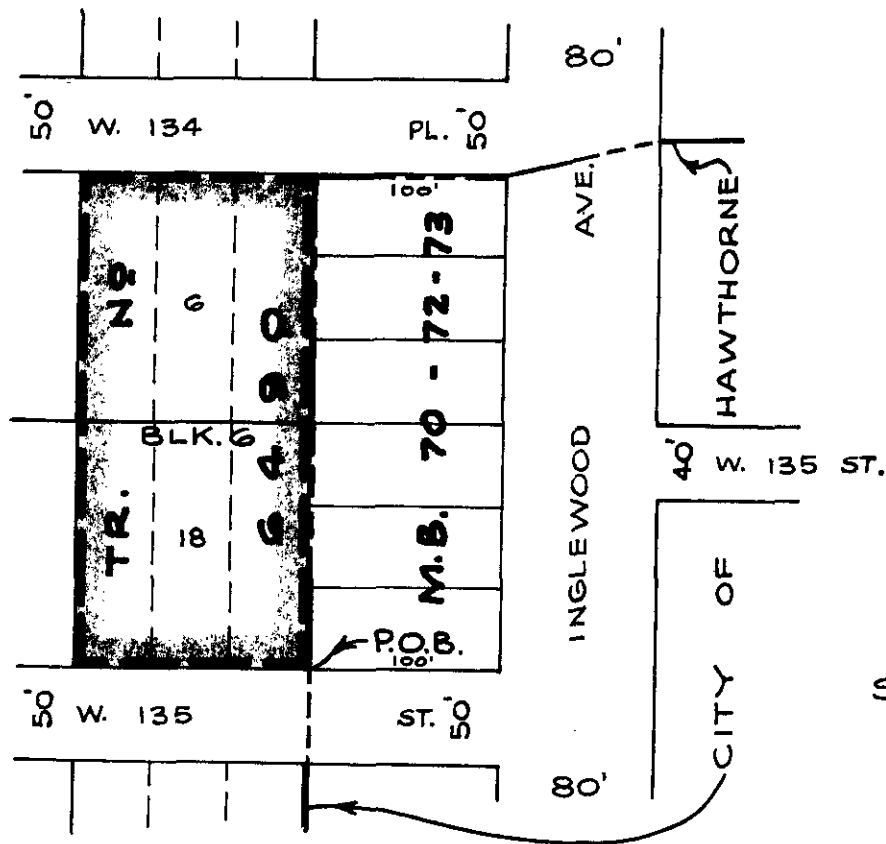 80'
50'
W. 134
PL.
50'
100'
AVE.
HAWTHORNE
TR. Nº
6490
6
BLK. 6
18
M.B. 70-72-73
INGLEWOOD
40'
W. 135 ST.
P.O.B.
100'
50'
W. 135
ST.
50'
CITY OF
80'